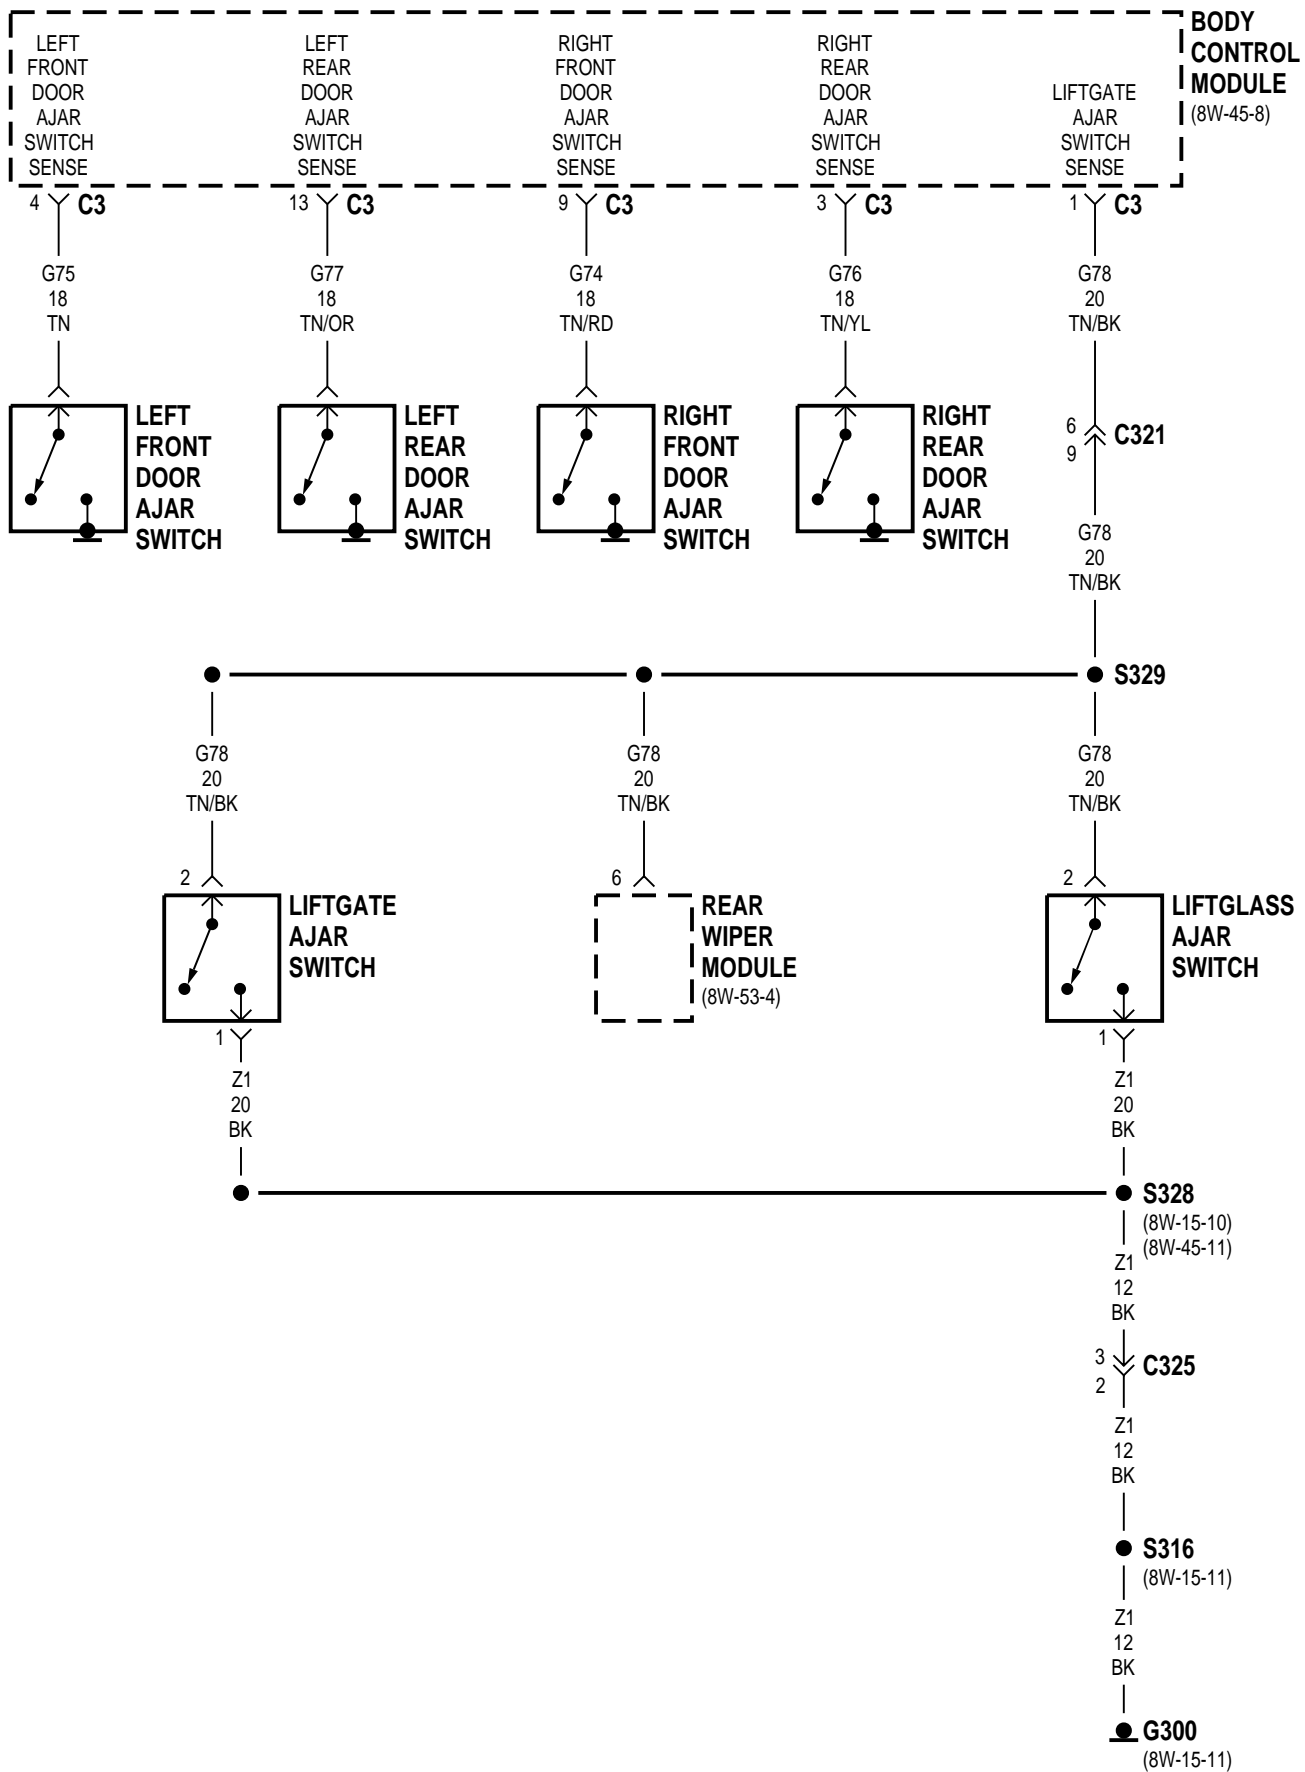 LEFT
FRONT
DOOR
AJAR
SWITCH
SENSE
LEFT
REAR
DOOR
AJAR
SWITCH
SENSE
RIGHT
FRONT
DOOR
AJAR
SWITCH
SENSE
RIGHT
REAR
DOOR
AJAR
SWITCH
SENSE
LIFTGATE
AJAR
SWITCH
SENSE
BODY
CONTROL
MODULE
(8W-45-8)
4 C3
13 C3
9 C3
3 C3
1 C3
G75
18
TN
G77
18
TN/OR
G74
18
TN/RD
G76
18
TN/YL
G78
20
TN/BK
LEFT
FRONT
DOOR
AJAR
SWITCH
LEFT
REAR
DOOR
AJAR
SWITCH
RIGHT
FRONT
DOOR
AJAR
SWITCH
RIGHT
REAR
DOOR
AJAR
SWITCH
6
C321
9
G78
20
TN/BK
S329
G78
20
TN/BK
G78
20
TN/BK
G78
20
TN/BK
2
LIFTGATE
AJAR
SWITCH
6
REAR
WIPER
MODULE
(8W-53-4)
2
LIFTGLASS
AJAR
SWITCH
1
1
Z1
20
BK
Z1
20
BK
S328
(8W-15-10)
(8W-45-11)
Z1
12
BK
3
C325
2
Z1
12
BK
S316
(8W-15-11)
Z1
12
BK
G300
(8W-15-11)